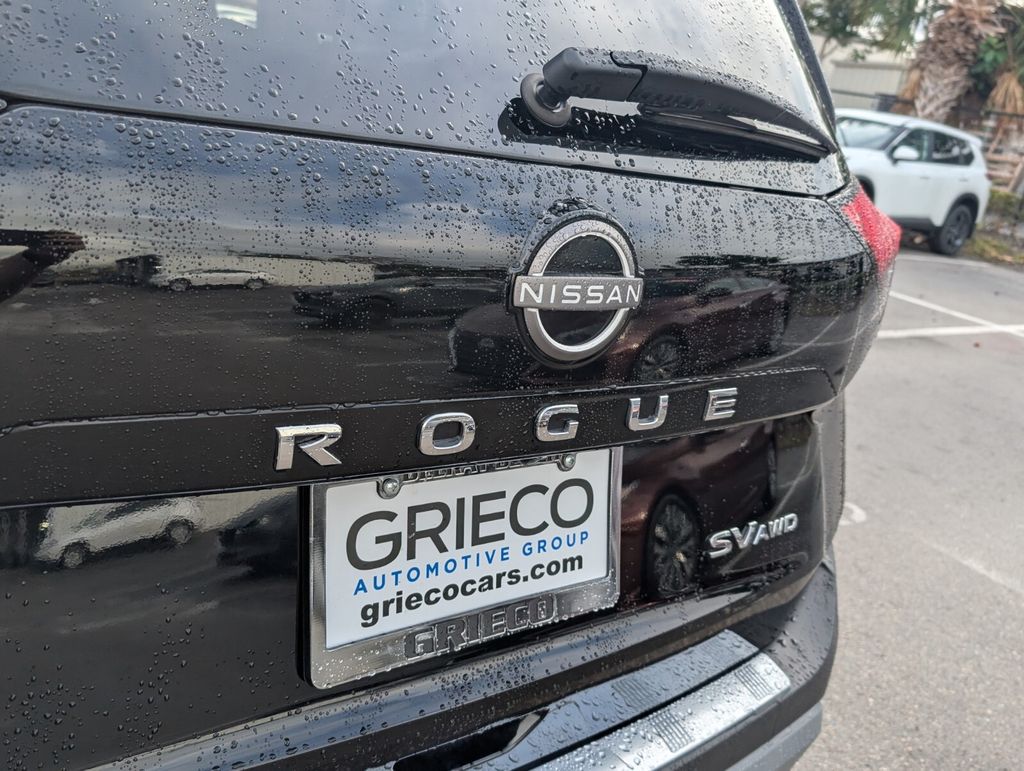 NISSAN
ROGUE
GRIECO
AUTOMOTIVE GROUP
griecocars.com
GRIECO
SV AWD